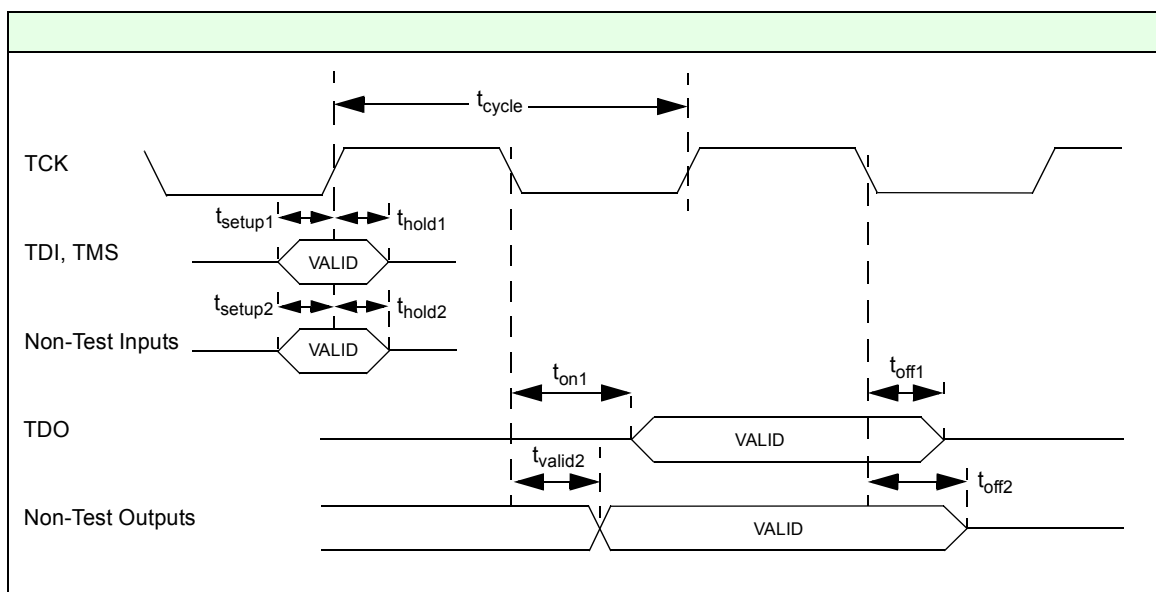 tcycle
TCK
tsetup1
thold1
TDI, TMS
VALID
tsetup2
thold2
Non-Test Inputs
VALID
ton1
toff1
TDO
VALID
tvalid2
toff2
Non-Test Outputs
VALID